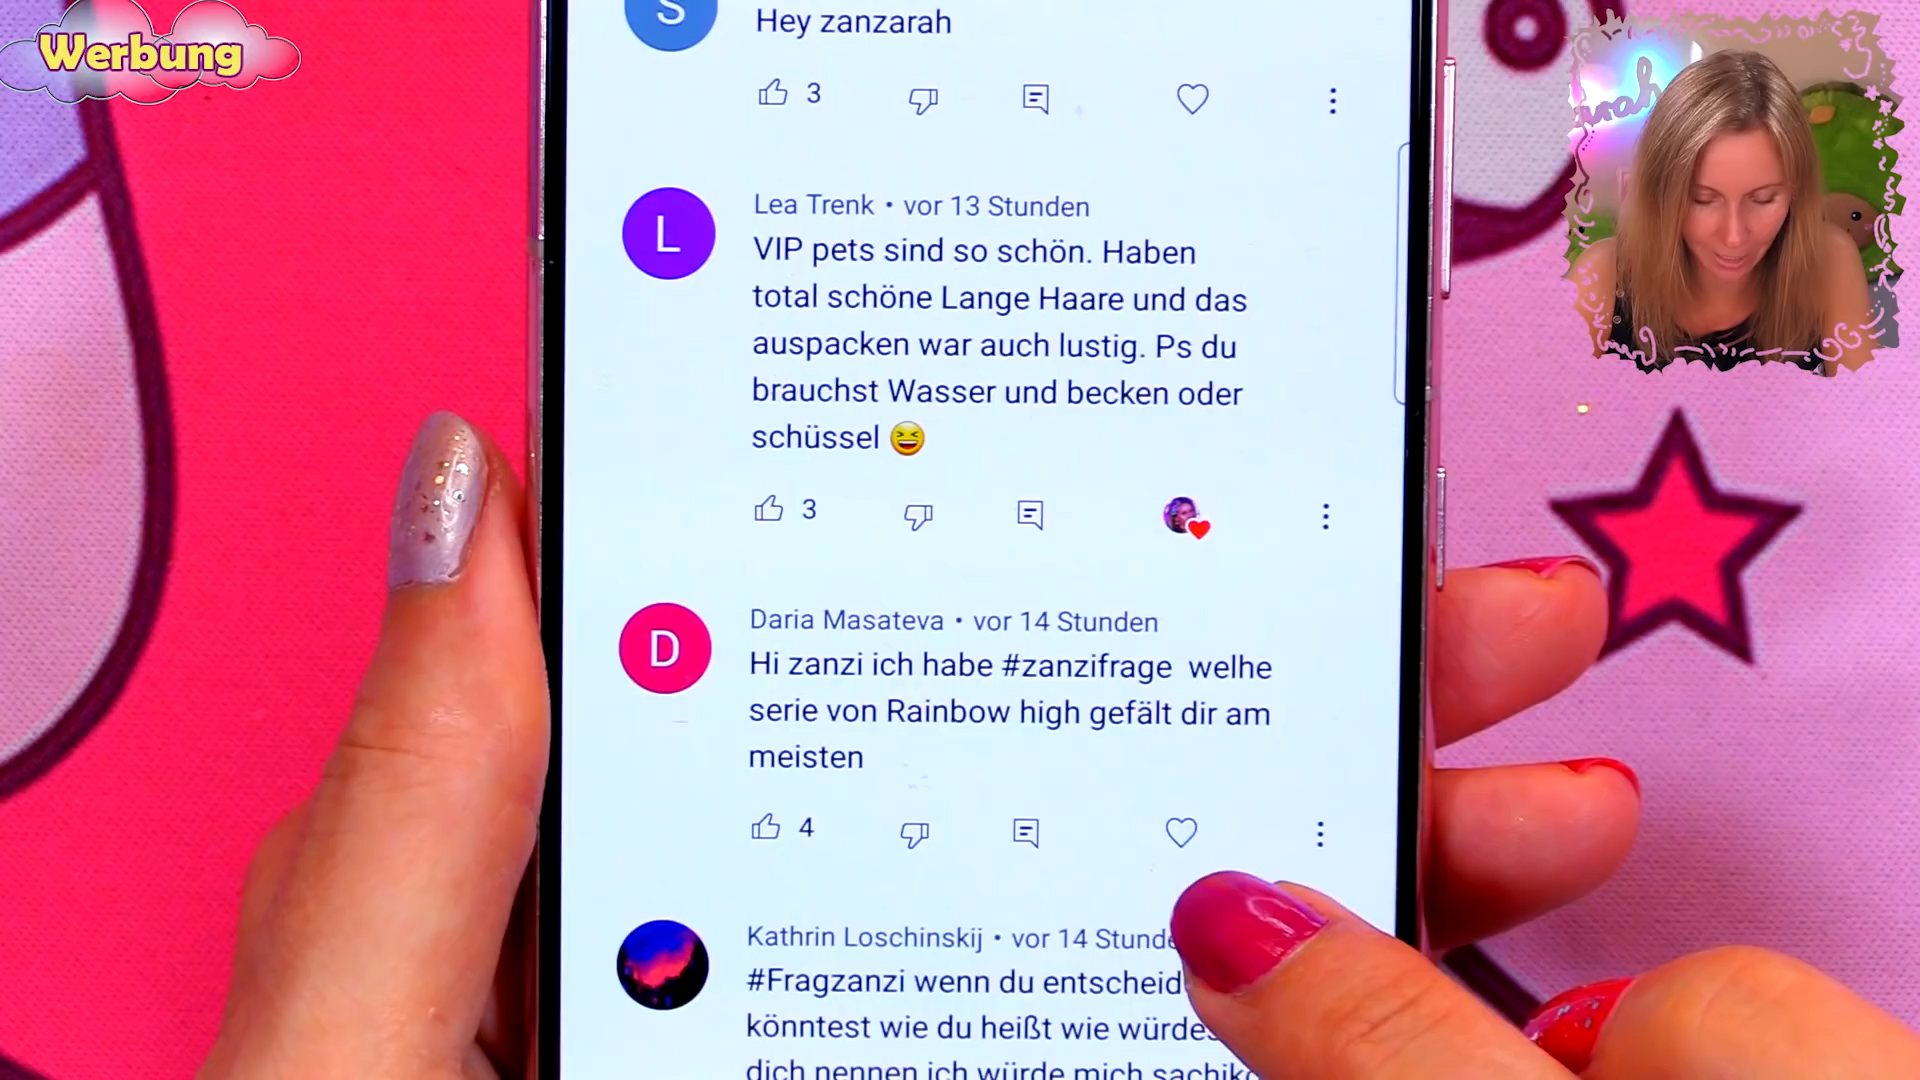 Werbung
S
Hey zanzarah
3
L
Lea Trenk • vor 13 Stunden
VIP pets sind so schön. Haben
total schöne Lange Haare und das
auspacken war auch lustig. Ps du
brauchst Wasser und becken oder
schüssel 😆
3
D
Daria Masateva • vor 14 Stunden
Hi zanzi ich habe #zanzifrage welhe
serie von Rainbow high gefält dir am
meisten
4
Kathrin Loschinskij • vor 14
#Fragzanzi wenn du
könntest wie du heißt wie
dich nennen ich würde mich